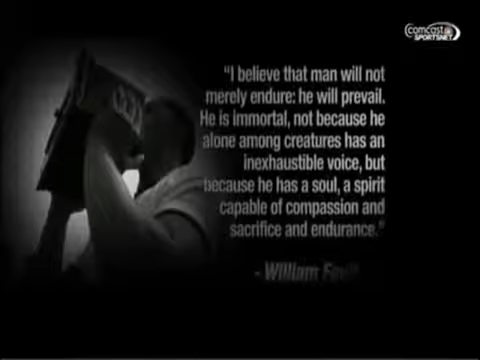 comcast
SPORTSNET
“I believe that man will not
merely endure: he will prevail.
He is immortal, not because he
alone among creatures has an
inexhaustible voice, but
because he has a soul, a spirit
capable of compassion and
sacrifice and endurance.”
- William